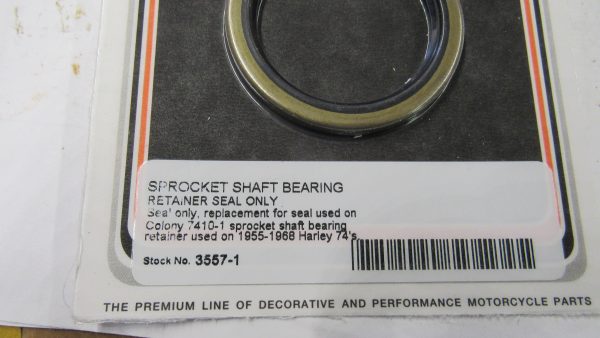 SPROCKET SHAFT BEARING
RETAINER SEAL ONLY
Seal only, replacement for seal used on
Colony 7410-1 sprocket shaft bearing
retainer used on 1955-1968 Harley 74's.
Stock No. 3557-1
THE PREMIUM LINE OF DECORATIVE AND PERFORMANCE MOTORCYCLE PARTS